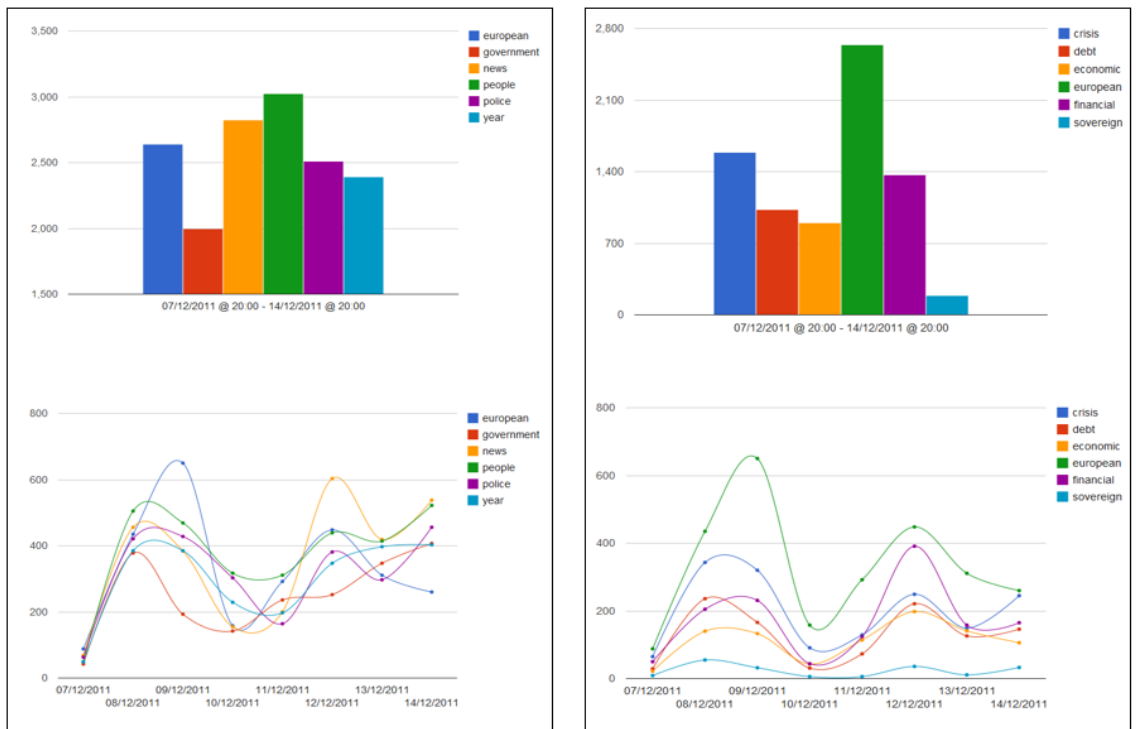 3,500
3,000
2,500
2,000
1,500
european
government
news
people
police
year
07/12/2011 @ 20:00 - 14/12/2011 @ 20:00
2,800
2,100
1,400
700
0
crisis
debt
economic
european
financial
sovereign
07/12/2011 @ 20:00 - 14/12/2011 @ 20:00
800
600
400
200
0
european
government
news
people
police
year
07/12/2011 09/12/2011 11/12/2011 13/12/2011
08/12/2011 10/12/2011 12/12/2011 14/12/2011
800
600
400
200
0
crisis
debt
economic
european
financial
sovereign
07/12/2011 09/12/2011 11/12/2011 13/12/2011
08/12/2011 10/12/2011 12/12/2011 14/12/2011